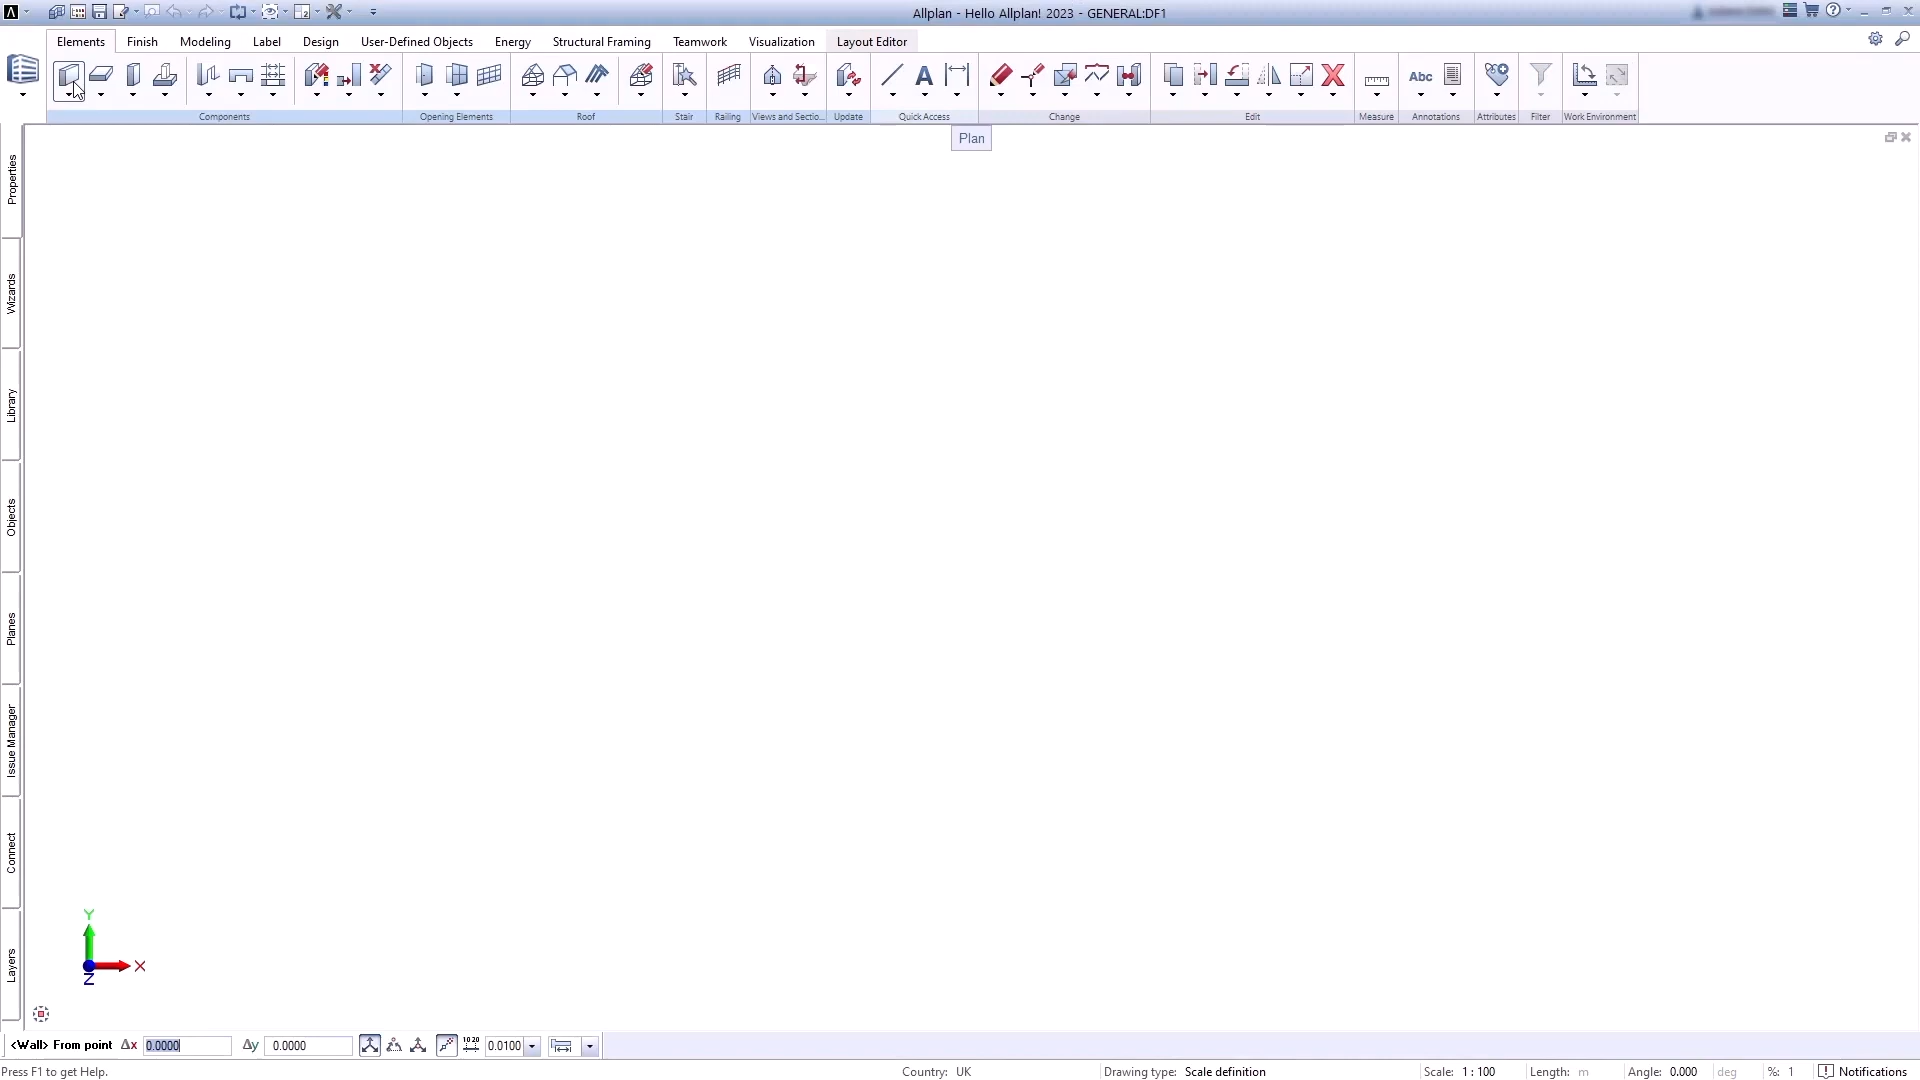 Allplan - Hello Allplan! 2023 - GENERAL:DF1
Elements Finish Modeling Label Design User-Defined Objects Energy Structural Framing Teamwork Visualization Layout Editor
A Abc
Components Opening Elements Roof Stair Railing Views and Sectio... Update Quick Access Change Edit Measure Annotations Attributes Filter Work Environment
Plan
Properties
Wizards
Library
Objects
Planes
Issue Manager
Connect
Layers
Y
X
Z
<Wall> From point Δx 0.0000 Δy 0.0000 1020 0.0100
Press F1 to get Help. Country: UK Drawing type: Scale definition Scale: 1 : 100 Length: m Angle: 0.000 deg %: 1 Notifications